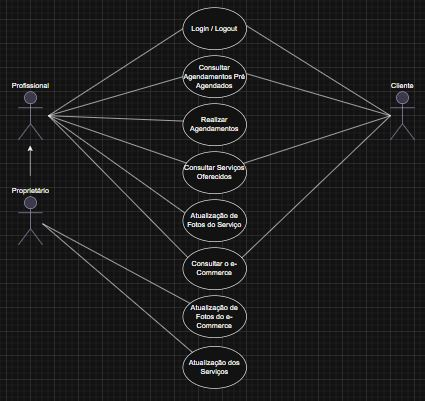 Login / Logout
Consultar
Agendamentos Pré
Agendados
Profissional
Cliente
Realizar
Agendamentos
Consultar Serviços
Oferecidos
Proprietário
Atualização de
Fotos do Serviço
Consultar o e-
Commerce
Atualização de
Fotos do e-
Commerce
Atualização dos
Serviços